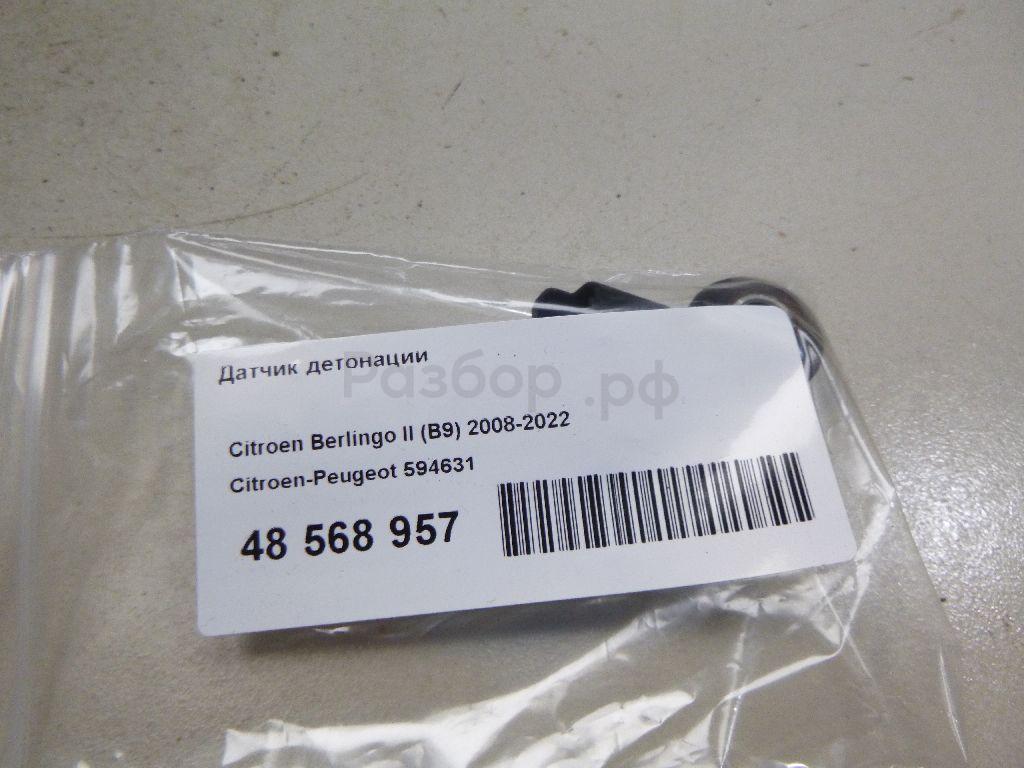 Датчик детонации
Разбор.рф
Citroen Berlingo II (B9) 2008-2022
Citroen-Peugeot 594631
48 568 957